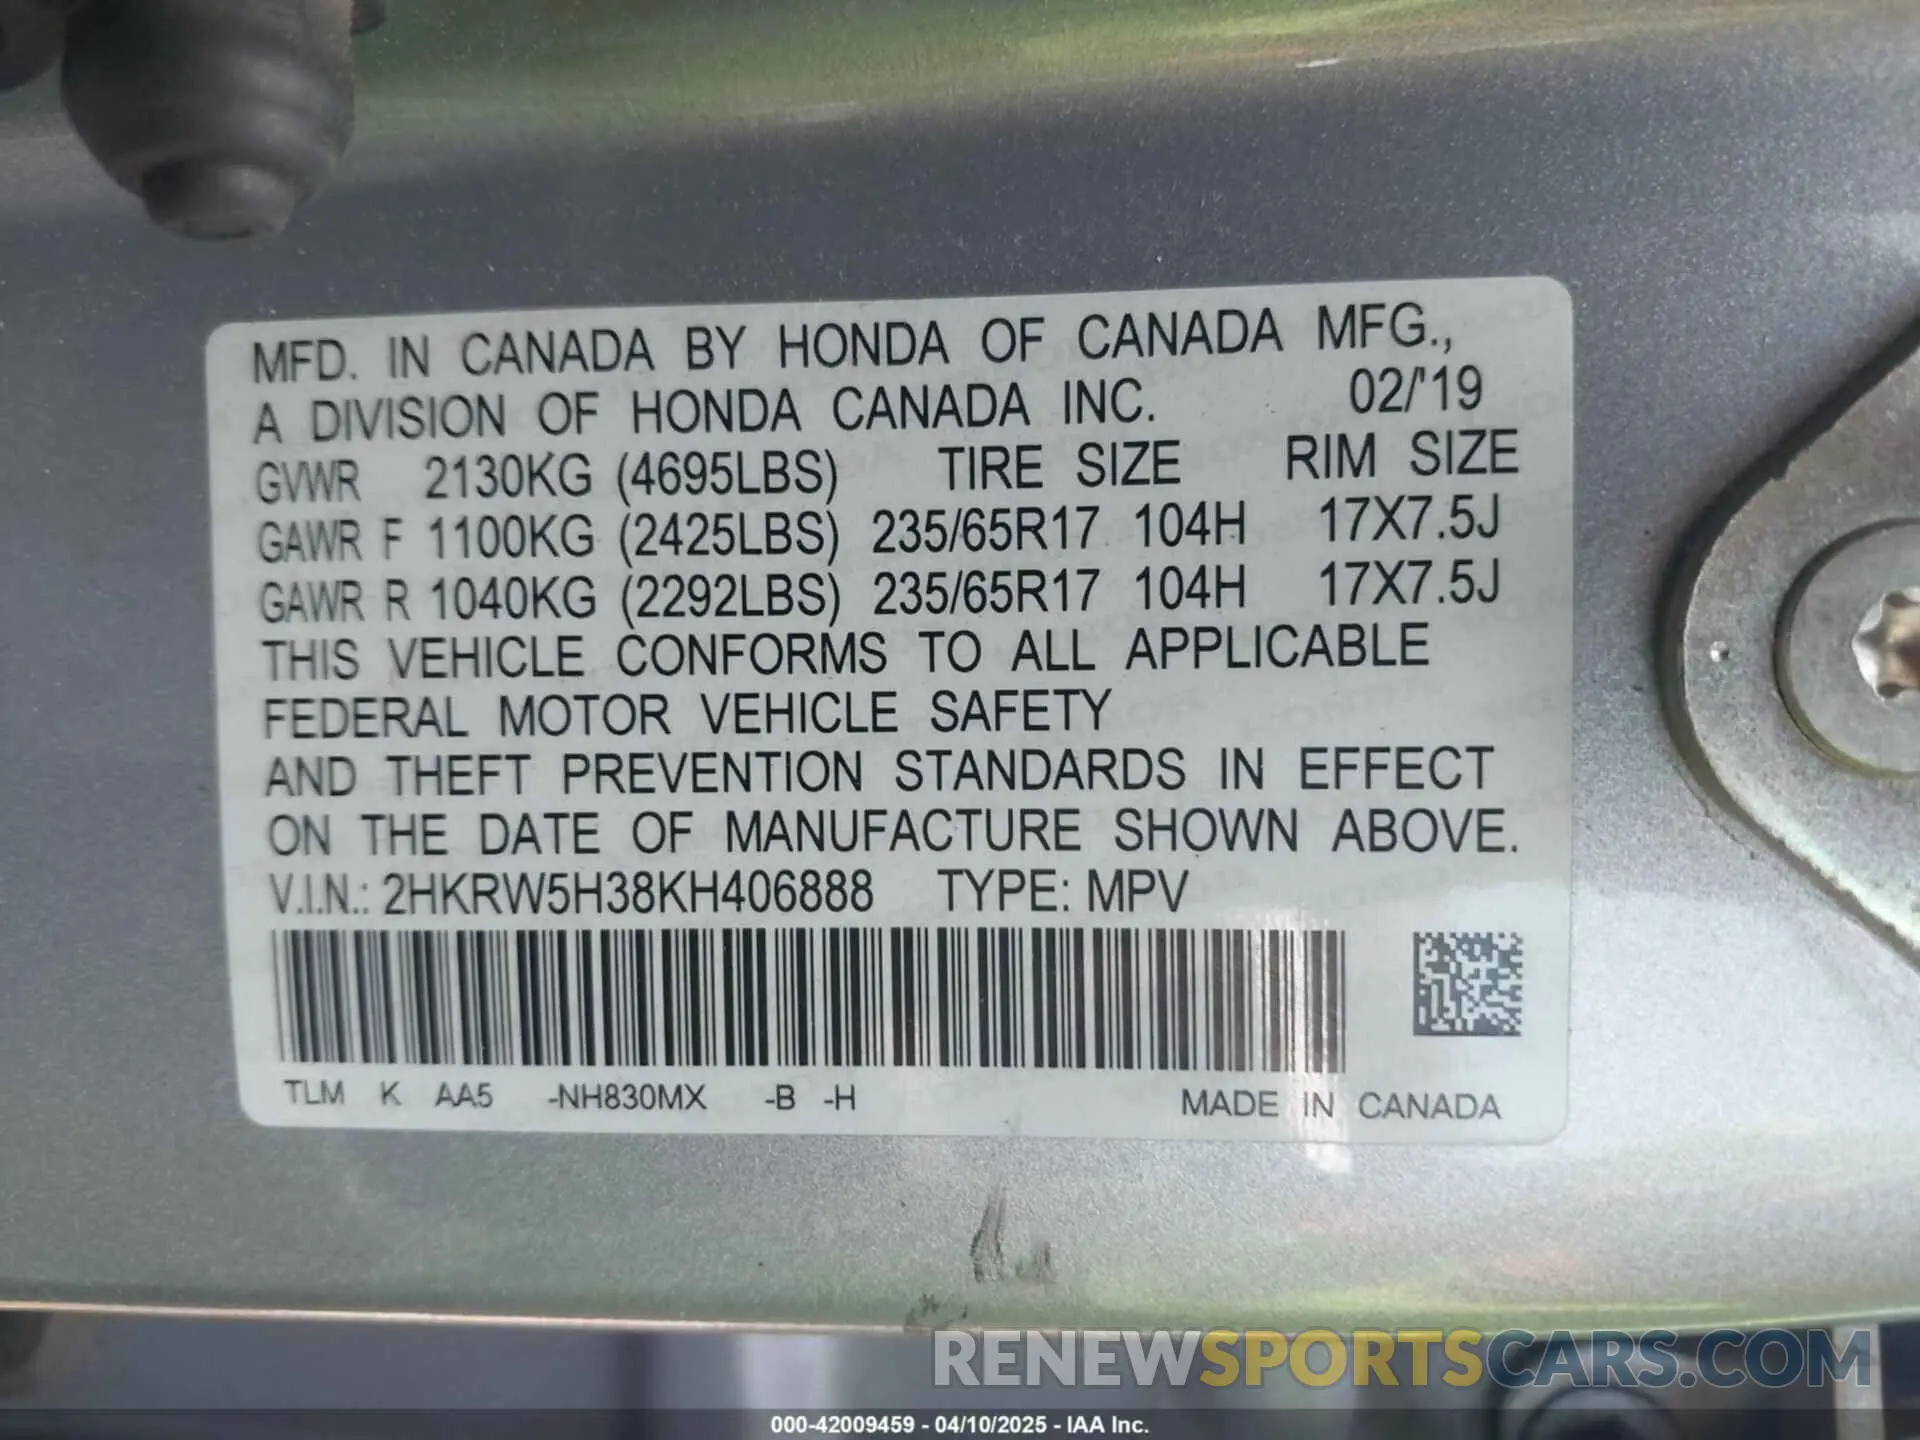 MFD. IN CANADA BY HONDA OF CANADA MFG.,
A DIVISION OF HONDA CANADA INC. 02/'19
GVWR 2130KG (4695LBS) TIRE SIZE RIM SIZE
GAWR F 1100KG (2425LBS) 235/65R17 104H 17X7.5J
GAWR R 1040KG (2292LBS) 235/65R17 104H 17X7.5J
THIS VEHICLE CONFORMS TO ALL APPLICABLE
FEDERAL MOTOR VEHICLE SAFETY
AND THEFT PREVENTION STANDARDS IN EFFECT
ON THE DATE OF MANUFACTURE SHOWN ABOVE.
V.I.N.: 2HKRW5H38KH406888 TYPE: MPV
TLM K AA5 -NH830MX -B -H MADE IN CANADA
RENEWSPORTSCARS.COM
000-42009459 - 04/10/2025 - IAA Inc.